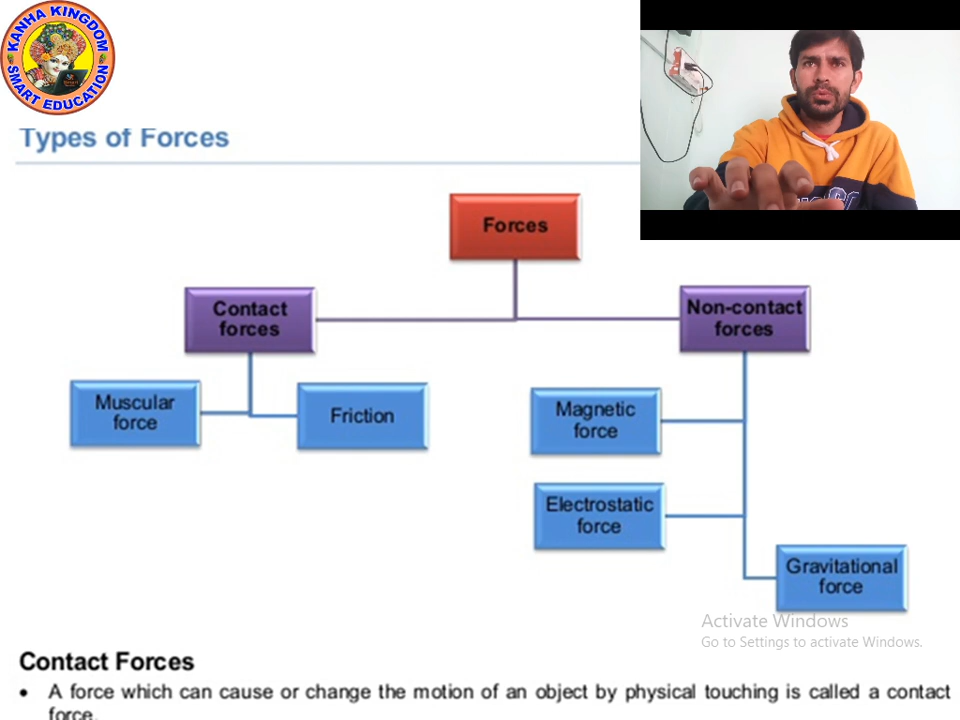 KANHA KINGDOM
SMART EDUCATION
Types of Forces
Forces
Contact
forces
Non-contact
forces
Muscular
force
Friction
Magnetic
force
Electrostatic
force
Gravitational
force
Activate Windows
Go to Settings to activate Windows.
Contact Forces
• A force which can cause or change the motion of an object by physical touching is called a contact
force.